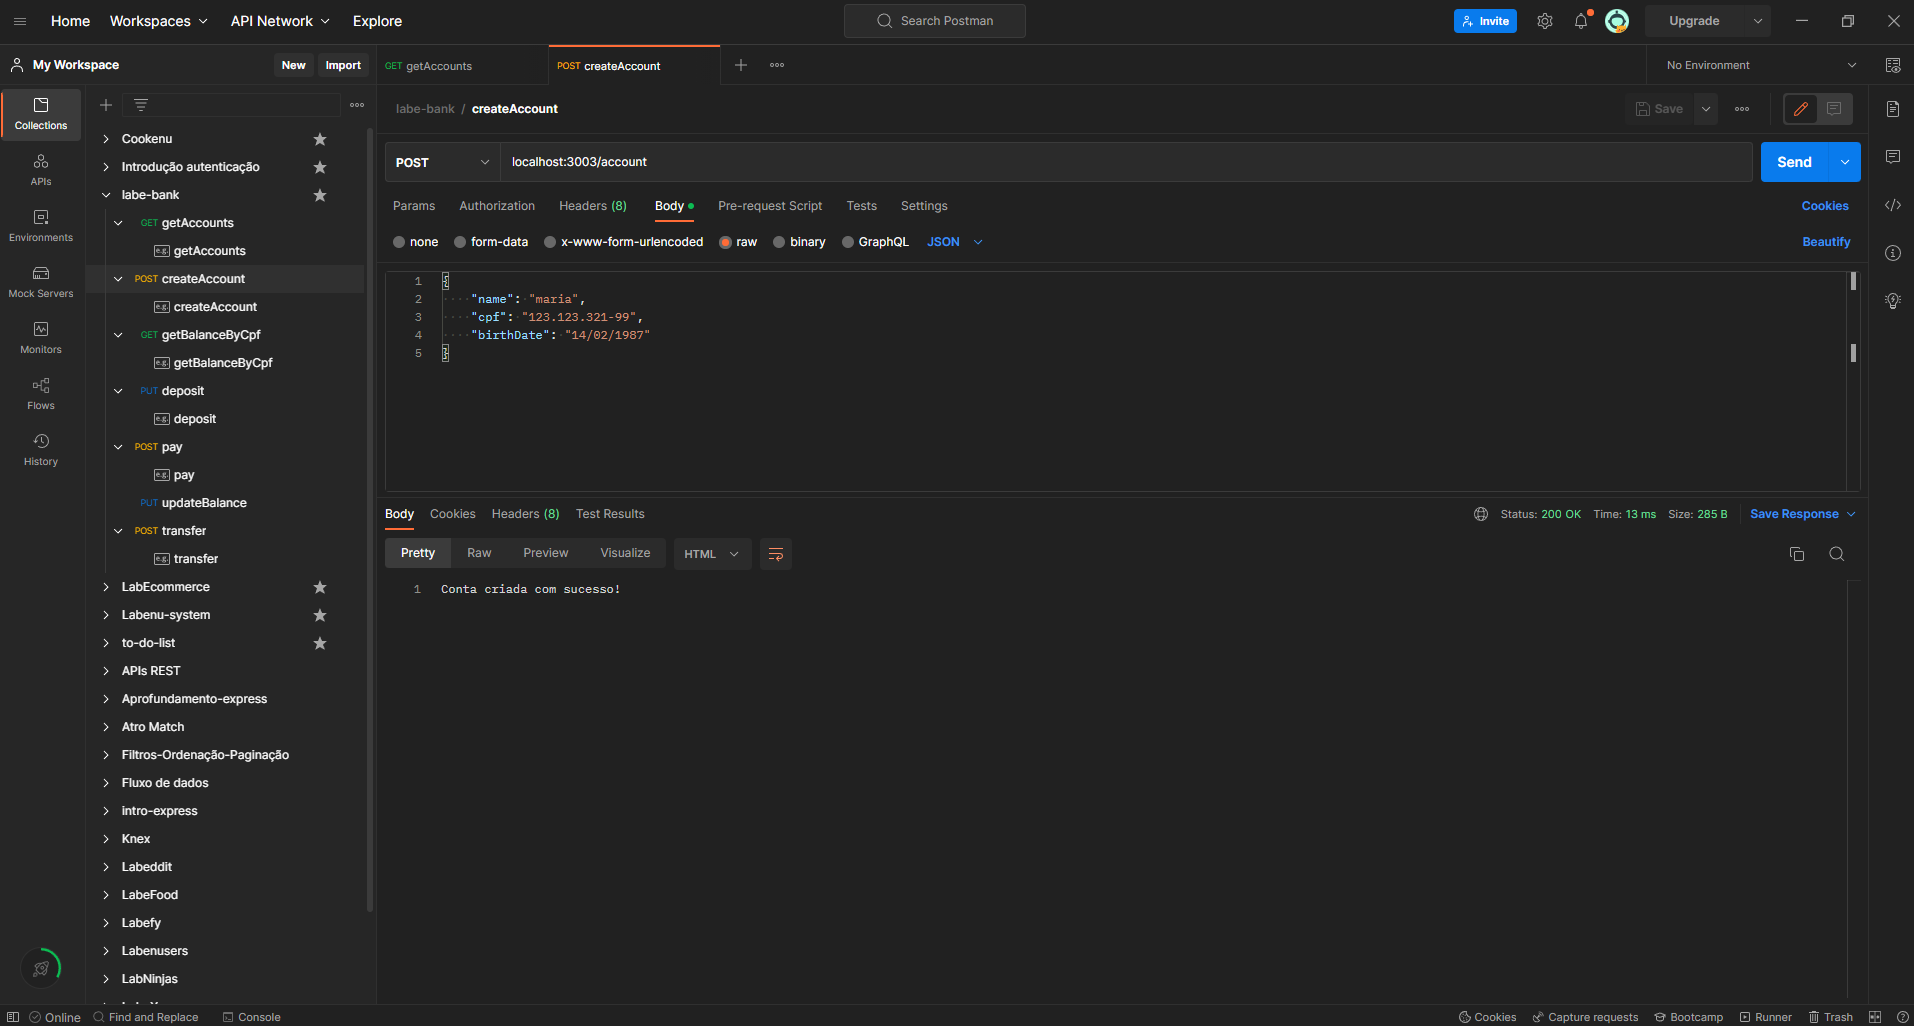 Home Workspaces API Network Explore Search Postman Invite Upgrade
My Workspace New Import GET getAccounts POST createAccount No Environment
labe-bank / createAccount Save
Collections
APIs
Environments
Mock Servers
Monitors
Flows
History
Cookenu
Introdução autenticação
labe-bank
GET getAccounts
e.g. getAccounts
POST createAccount
e.g. createAccount
GET getBalanceByCpf
e.g. getBalanceByCpf
PUT deposit
e.g. deposit
POST pay
e.g. pay
PUT updateBalance
POST transfer
e.g. transfer
LabEcommerce
Labenu-system
to-do-list
APIs REST
Aprofundamento-express
Atro Match
Filtros-Ordenação-Paginação
Fluxo de dados
intro-express
Knex
Labeddit
LabeFood
Labefy
Labenusers
LabNinjas
POST localhost:3003/account Send
Params Authorization Headers (8) Body Pre-request Script Tests Settings Cookies
none form-data x-www-form-urlencoded raw binary GraphQL JSON Beautify
1 {
2 "name": "maria",
3 "cpf": "123.123.321-99",
4 "birthDate": "14/02/1987"
5 }
Body Cookies Headers (8) Test Results Status: 200 OK Time: 13 ms Size: 285 B Save Response
Pretty Raw Preview Visualize HTML
1 Conta criada com sucesso!
Online Find and Replace Console Cookies Capture requests Bootcamp Runner Trash